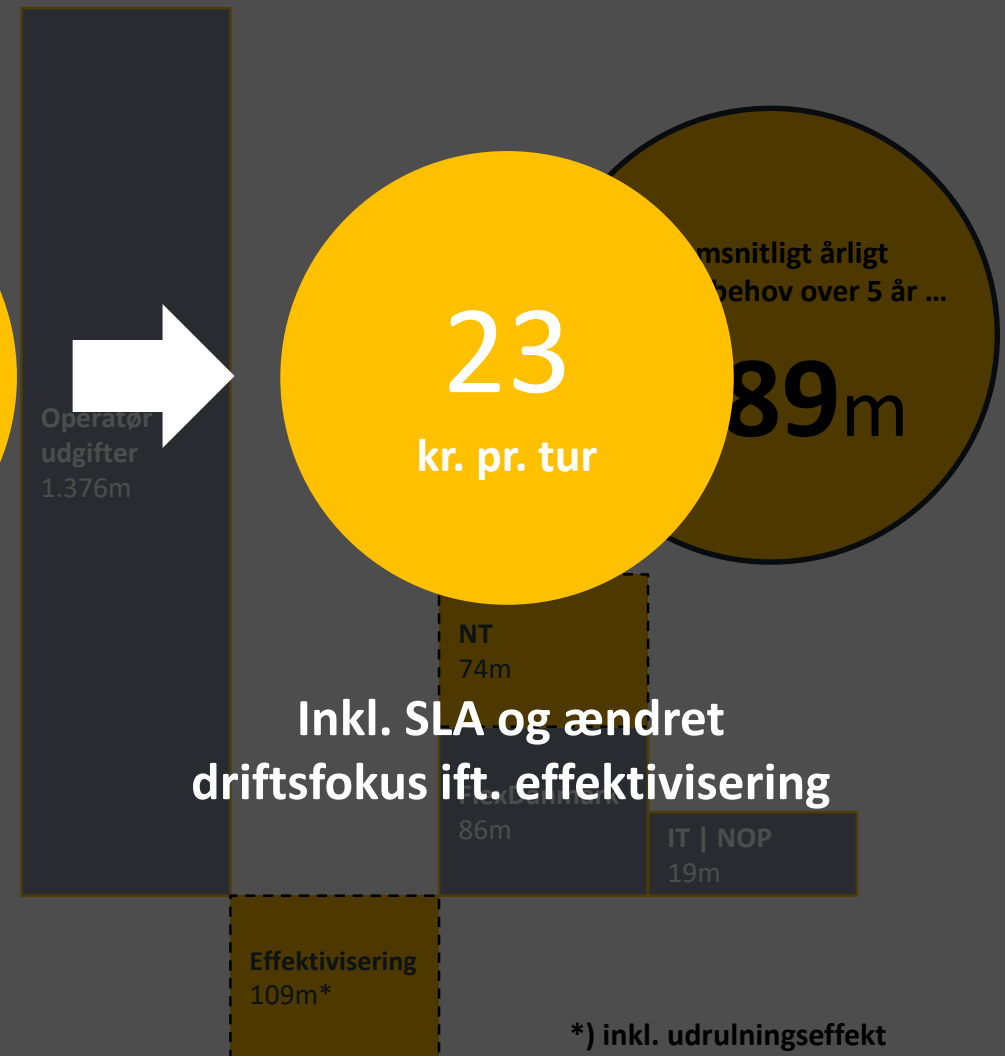 msnitligt årligt
behov over 5 år ...
89m
23
kr. pr. tur
Operatør
udgifter
1.376m
NT
74m
Inkl. SLA og ændret
driftsfokus ift. effektivisering
FlexDanmark
86m
IT | NOP
19m
Effektivisering
109m*
*) inkl. udrulningseffekt